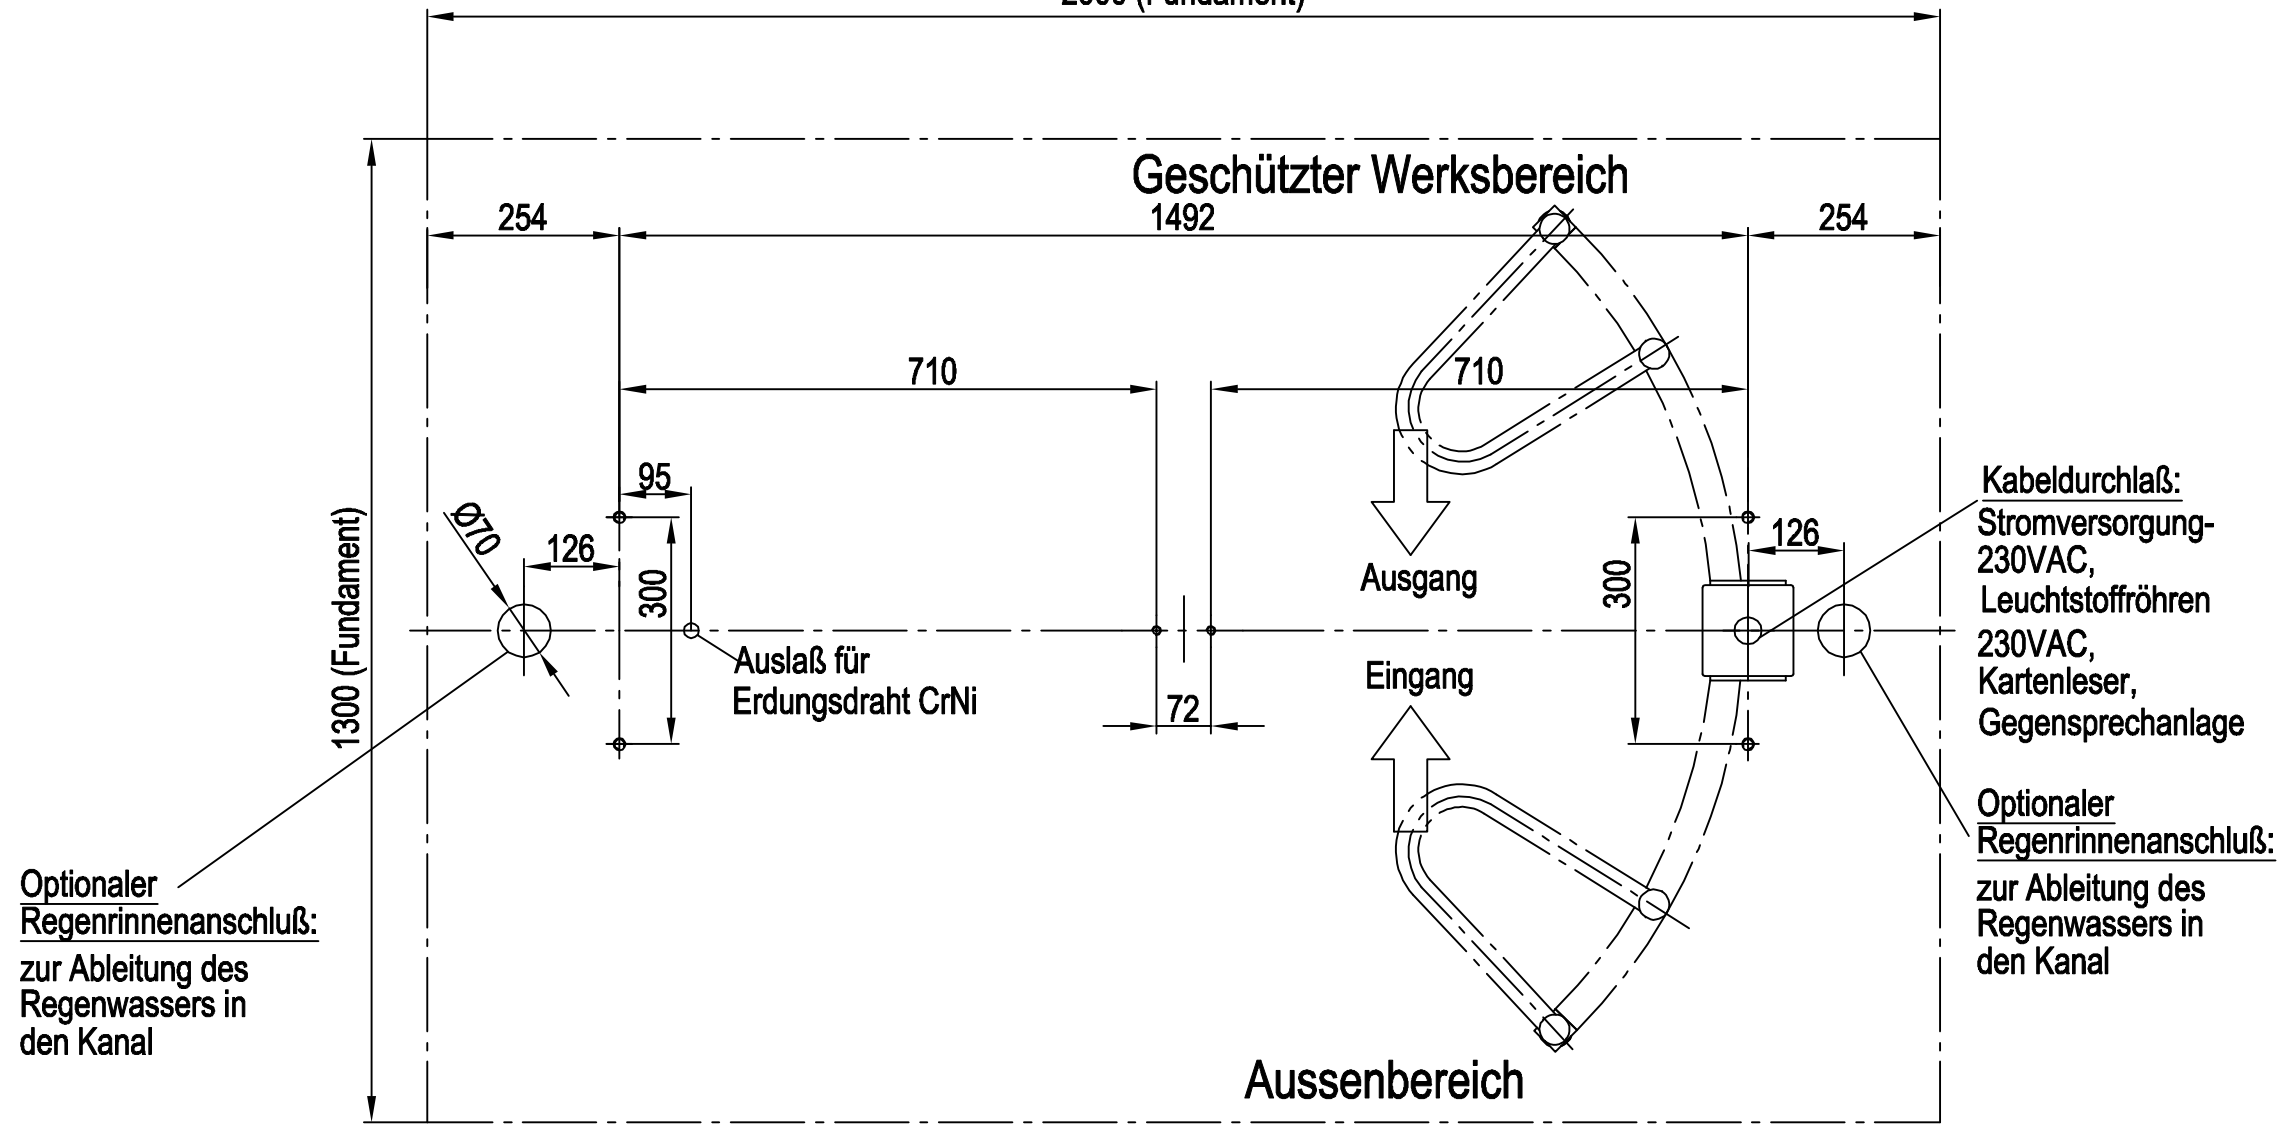 (Fundament)
Geschützter Werksbereich
254
1492
254
710
710
95
Ø70
126
300
1300 (Fundament)
Auslaß für
Erdungsdraht CrNi
72
Ausgang
Eingang
300
126
Kabeldurchlaß:
Stromversorgung-
230VAC,
Leuchtstoffröhren
230VAC,
Kartenleser,
Gegensprechanlage
Optionaler
Regenrinnenanschluß:
zur Ableitung des
Regenwassers in
den Kanal
Optionaler
Regenrinnenanschluß:
zur Ableitung des
Regenwassers in
den Kanal
Aussenbereich